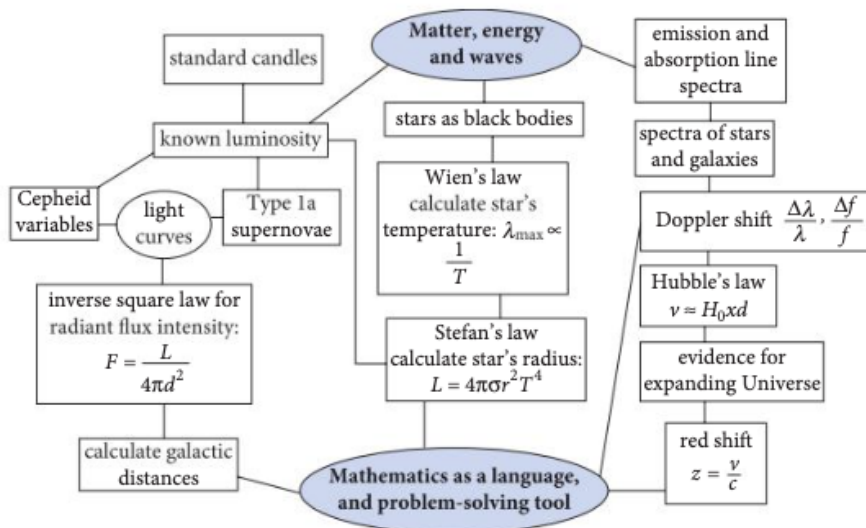 Matter, energy
and waves
standard candles
known luminosity
Cepheid
variables
light
curves
Type 1a
supernovae
inverse square law for
radiant flux intensity:
F = L / 4πd²
calculate galactic
distances
stars as black bodies
Wien's law
calculate star's
temperature: λmax ∝
1 / T
Stefan's law
calculate star's radius:
L = 4πσr²T⁴
emission and
absorption line
spectra
spectra of stars
and galaxies
Doppler shift Δλ / λ, Δf / f
Hubble's law
v ≈ H₀xd
evidence for
expanding Universe
red shift
z = v / c
Mathematics as a language,
and problem-solving tool